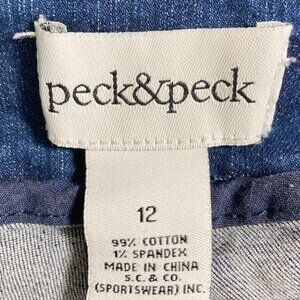 peck&peck
12
99% COTTON
1% SPANDEX
MADE IN CHINA
S.C. & CO.
(SPORTSWEAR) INC.